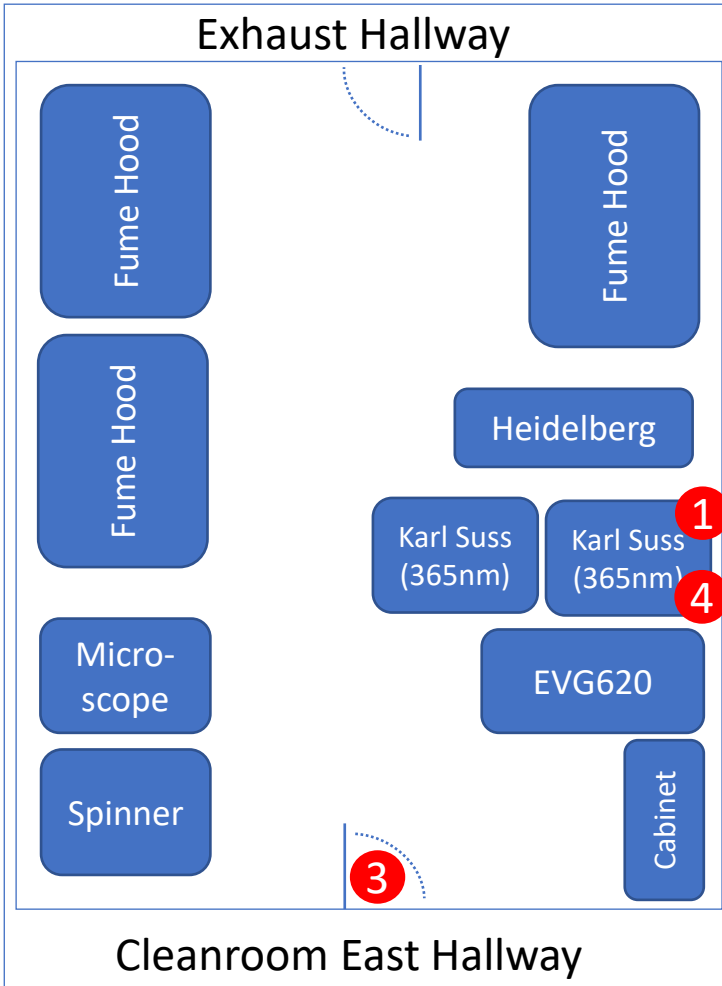 Exhaust Hallway
Fume Hood
Fume Hood
Fume Hood
Heidelberg
Karl Suss
(365nm)
Karl Suss
(365nm)
1
4
Micro-
scope
EVG620
Spinner
Cabinet
3
Cleanroom East Hallway